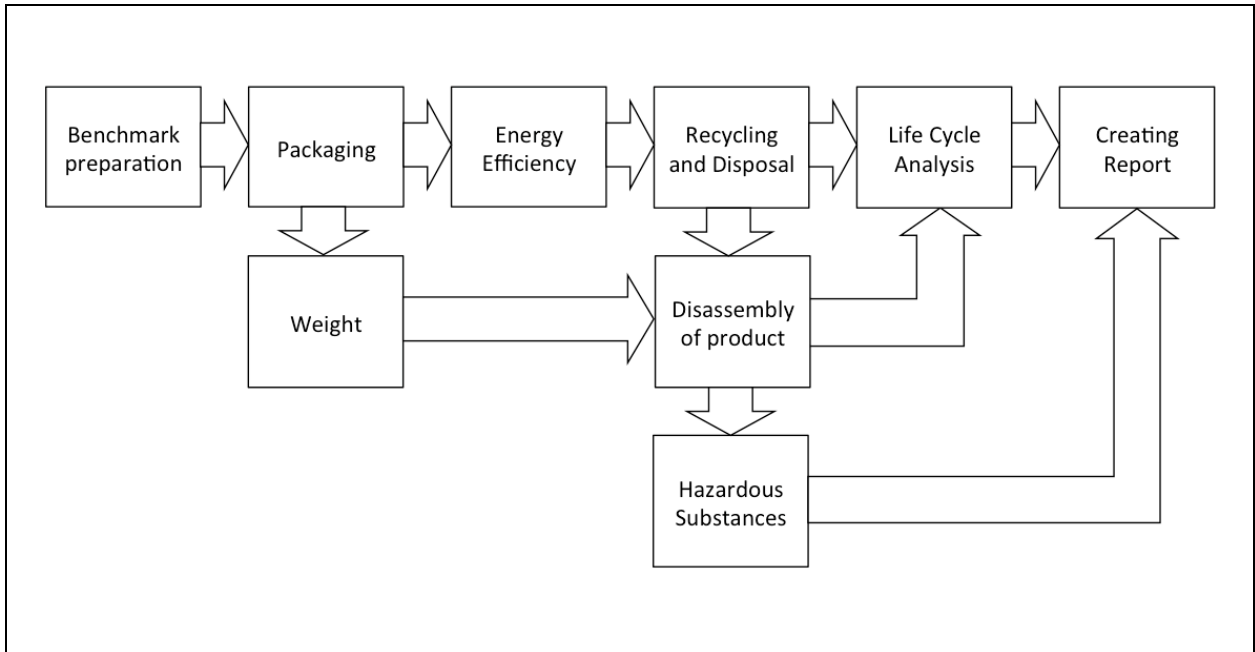 Benchmark
preparation
Packaging
Energy
Efficiency
Recycling
and Disposal
Life Cycle
Analysis
Creating
Report
Weight
Disassembly
of product
Hazardous
Substances